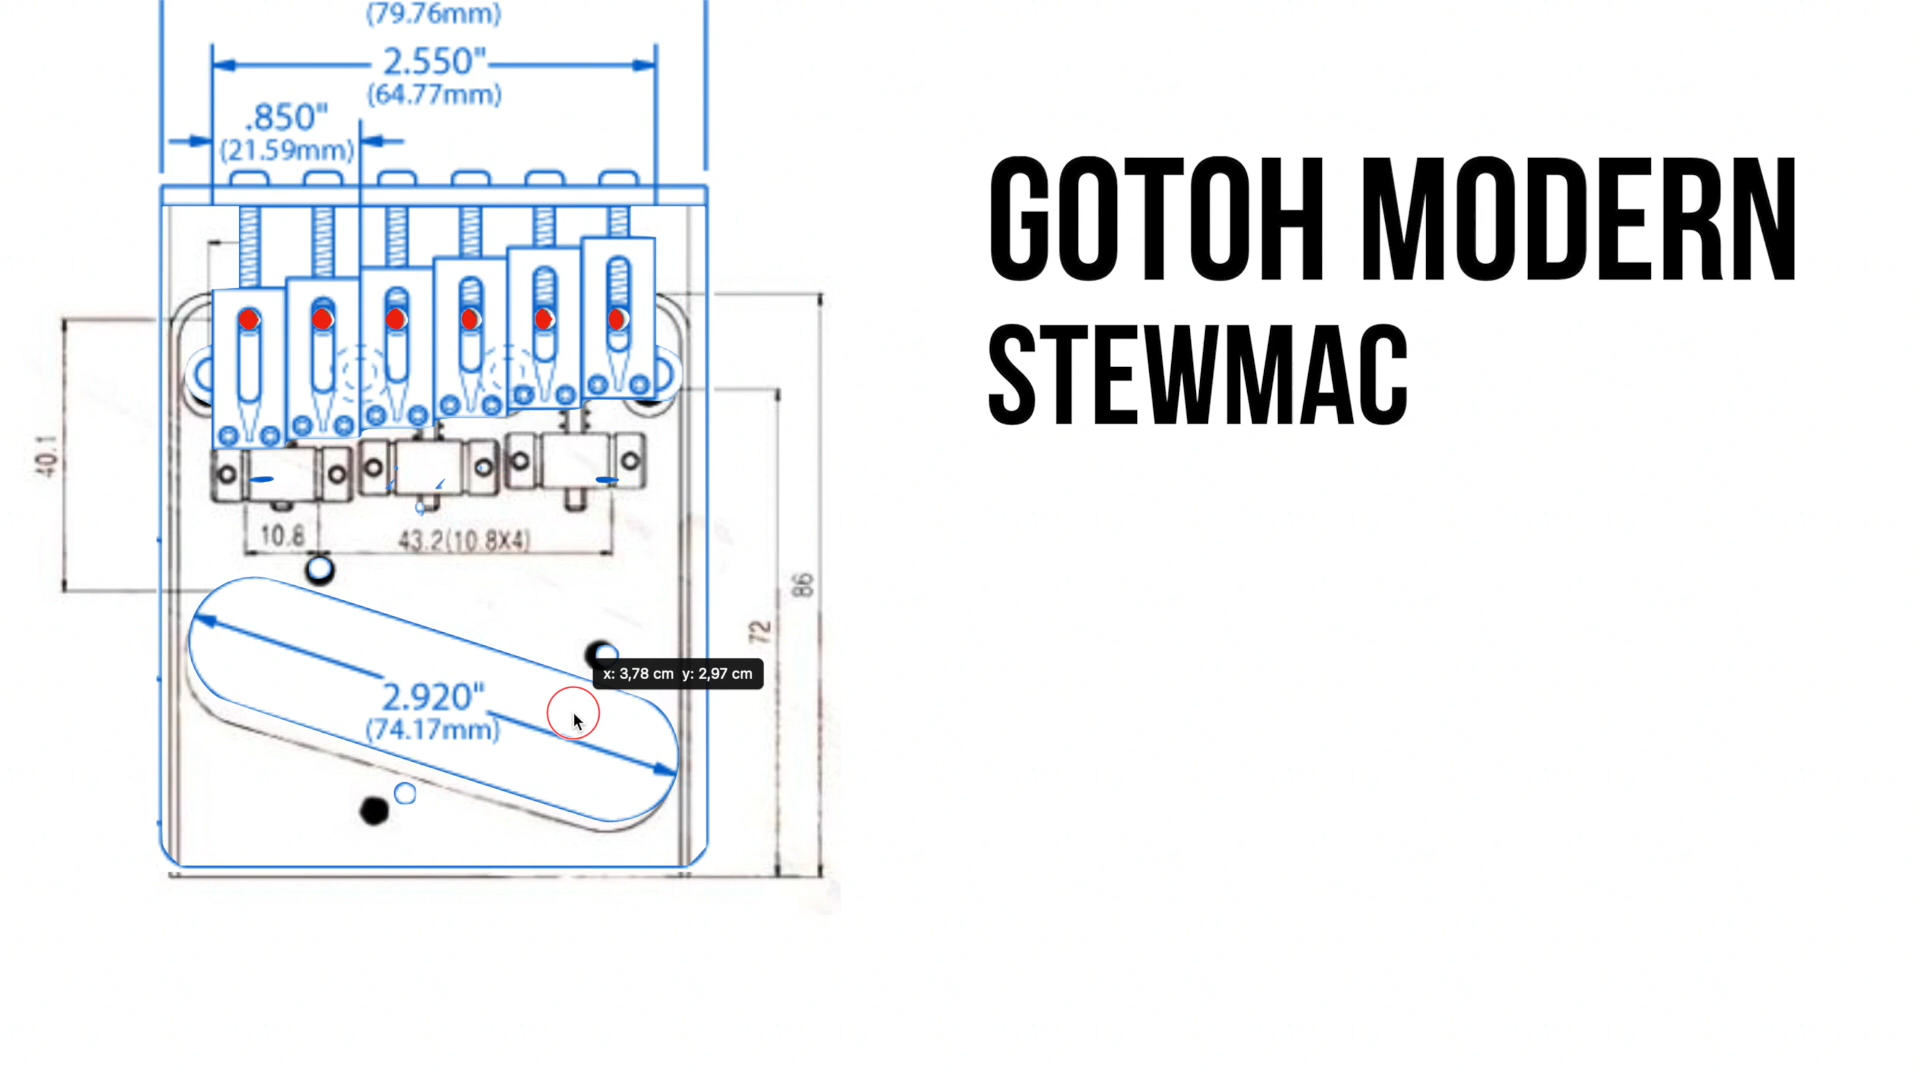 (79.76mm)
2.550"
(64.77mm)
.850"
(21.59mm)
GOTOH MODERN
STEWMAC
40.1
10.8
43.2(10.8X4)
86
72
x: 3,78 cm y: 2,97 cm
2.920"
(74.17mm)